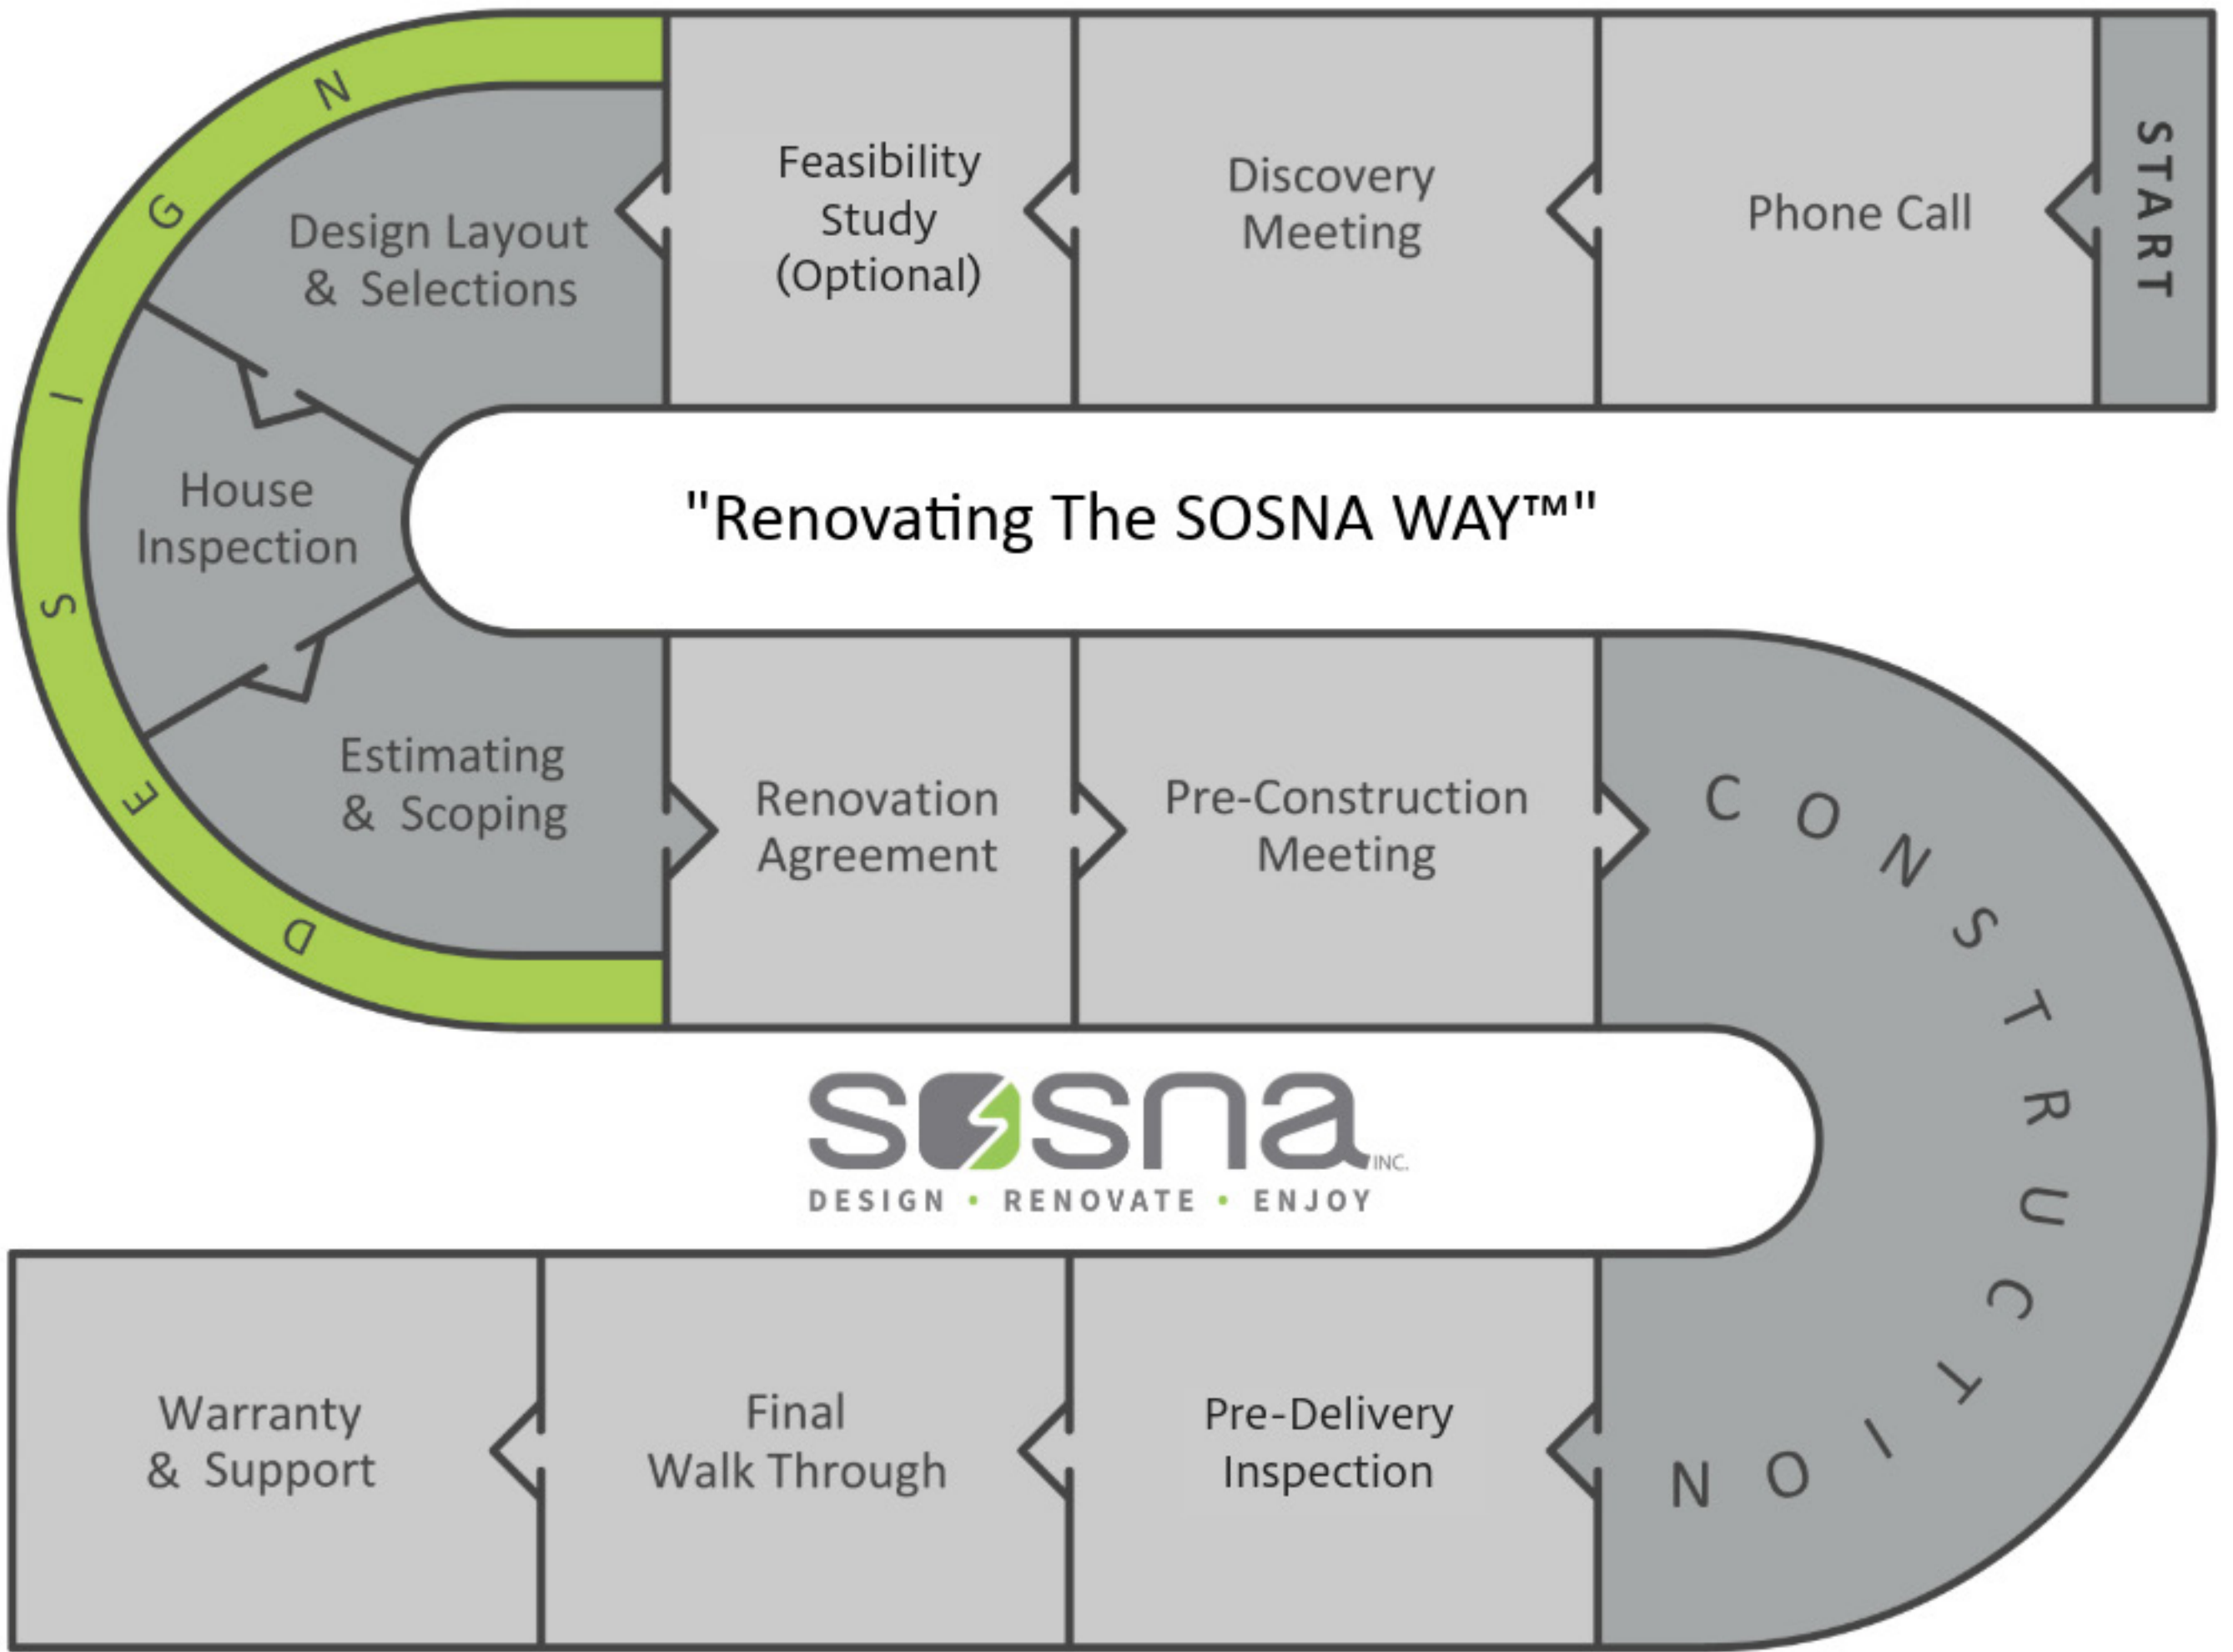 START
Phone Call
Discovery
Meeting
Feasibility
Study
(Optional)
DESIGN
Design Layout
& Selections
House
Inspection
Estimating
& Scoping
"Renovating The SOSNA WAY™"
Renovation
Agreement
Pre-Construction
Meeting
CONSTRUCTION
sosna INC.
DESIGN • RENOVATE • ENJOY
Pre-Delivery
Inspection
Final
Walk Through
Warranty
& Support